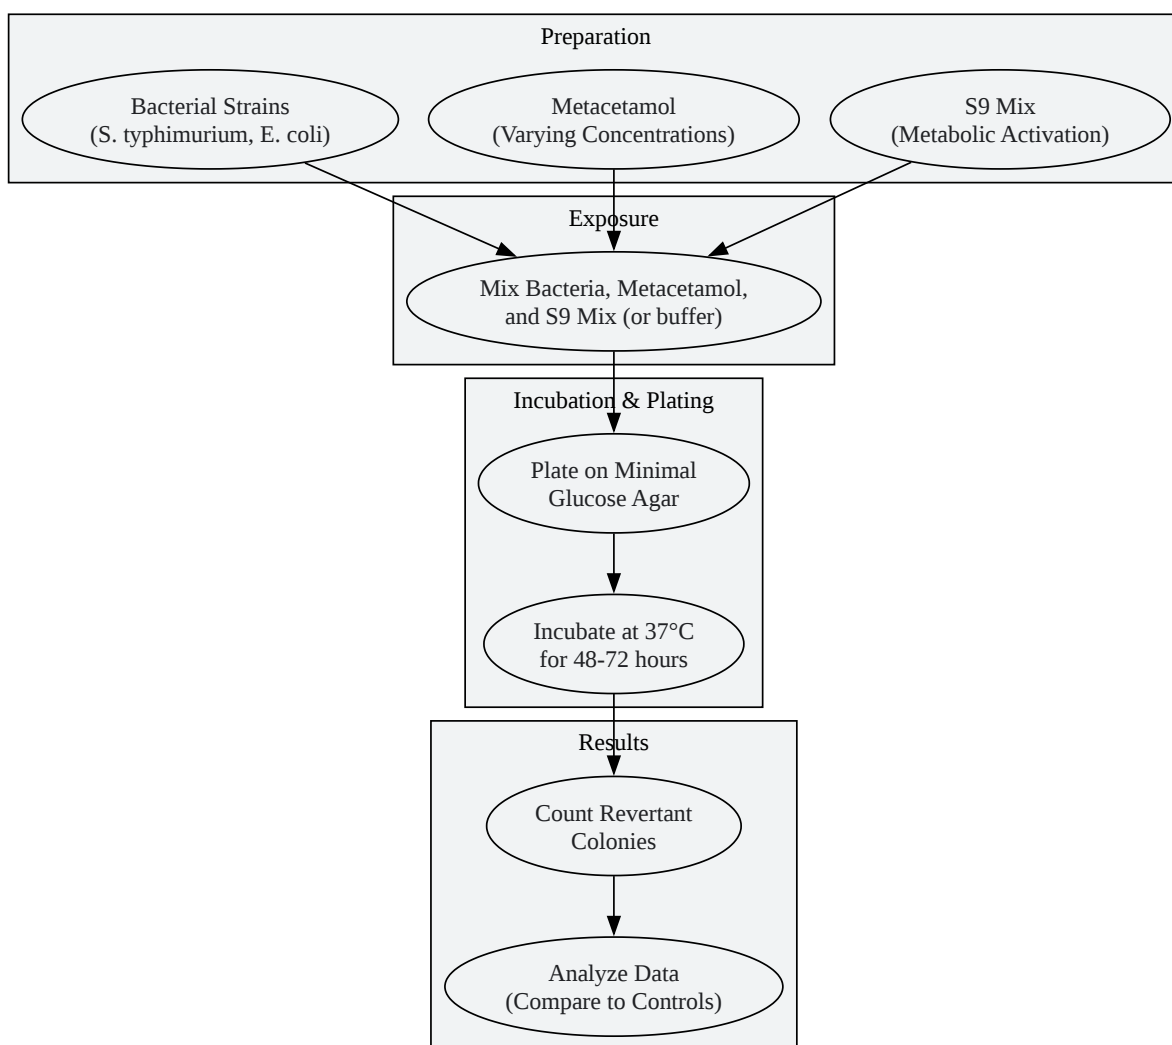 Preparation
Bacterial Strains
(S. typhimurium, E. coli)
Metacetamol
(Varying Concentrations)
S9 Mix
(Metabolic Activation)
Exposure
Mix Bacteria, Metacetamol,
and S9 Mix (or buffer)
Incubation & Plating
Plate on Minimal
Glucose Agar
Incubate at 37°C
for 48-72 hours
Results
Count Revertant
Colonies
Analyze Data
(Compare to Controls)